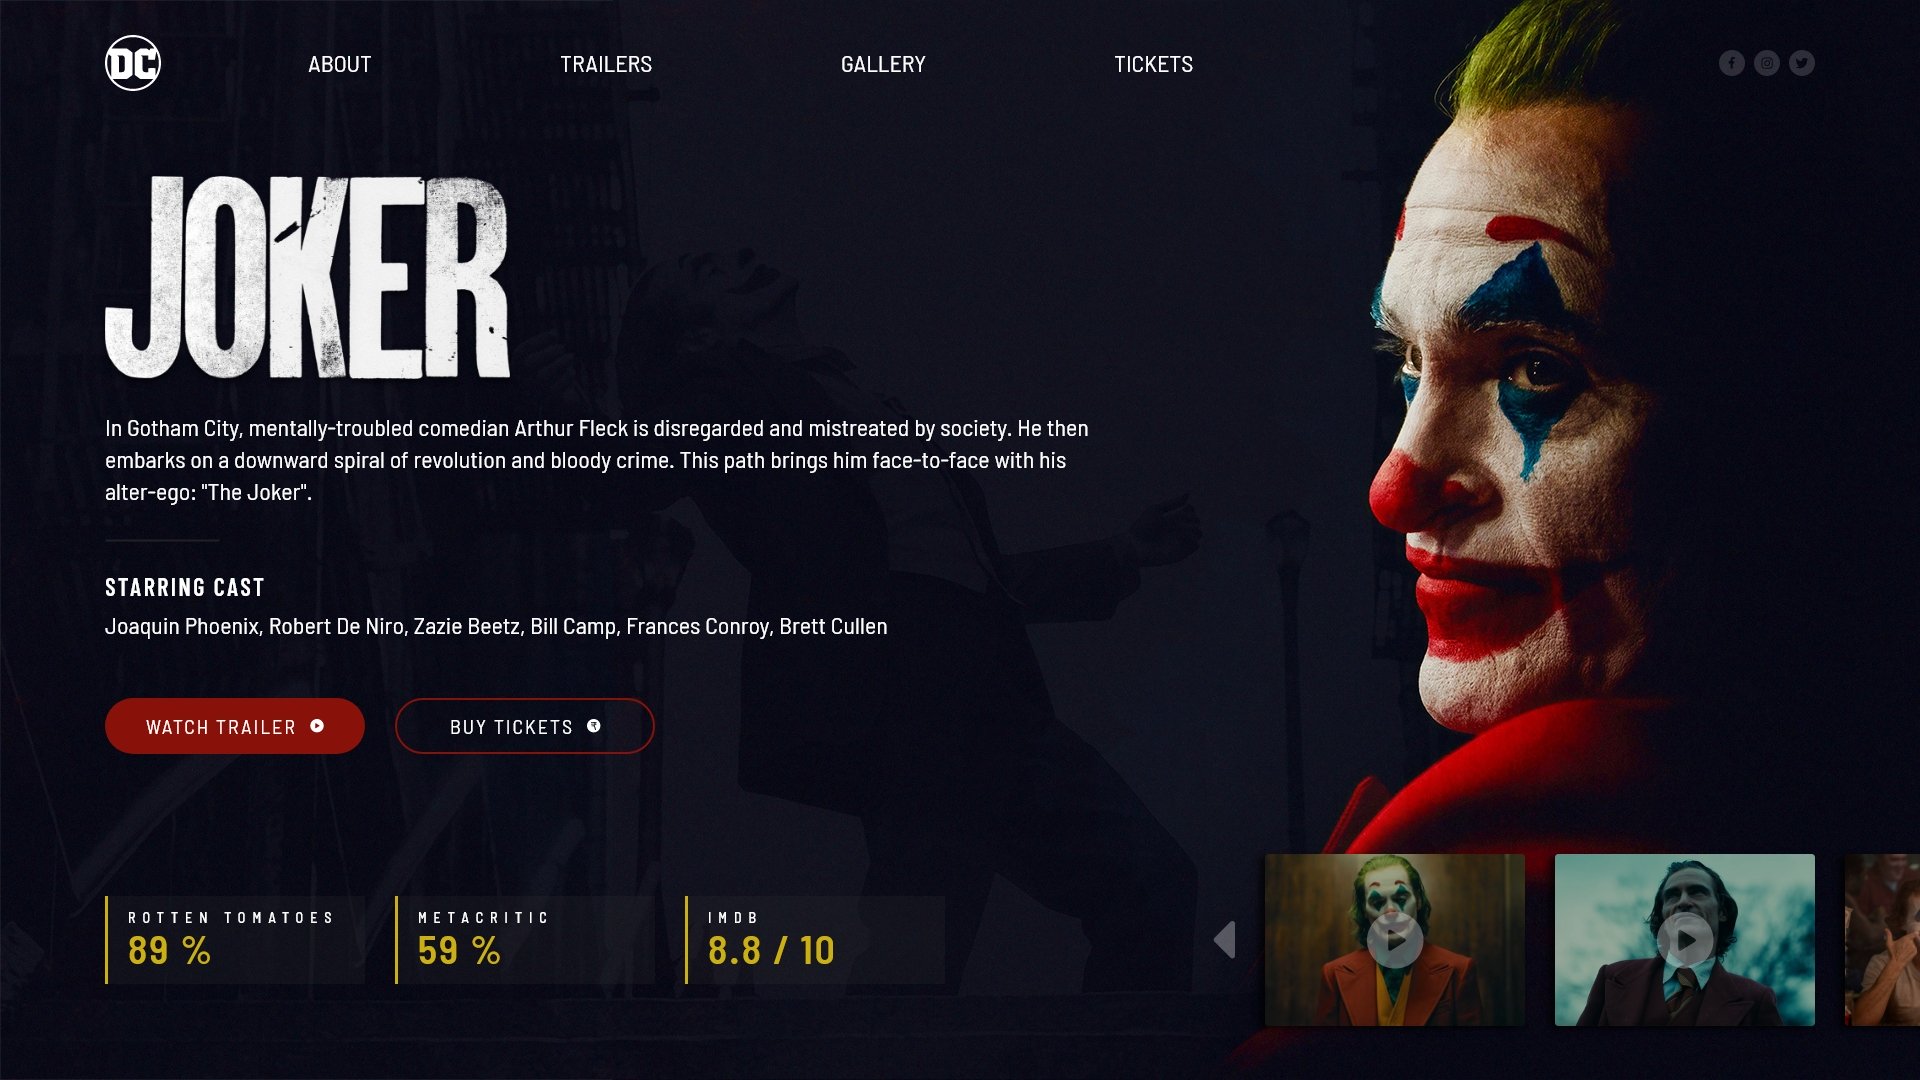 DC
ABOUT
TRAILERS
GALLERY
TICKETS
JOKER
In Gotham City, mentally-troubled comedian Arthur Fleck is disregarded and mistreated by society. He then
embarks on a downward spiral of revolution and bloody crime. This path brings him face-to-face with his
alter-ego: "The Joker".
STARRING CAST
Joaquin Phoenix, Robert De Niro, Zazie Beetz, Bill Camp, Frances Conroy, Brett Cullen
WATCH TRAILER
BUY TICKETS ₹
ROTTEN TOMATOES
89 %
METACRITIC
59 %
IMDB
8.8 / 10